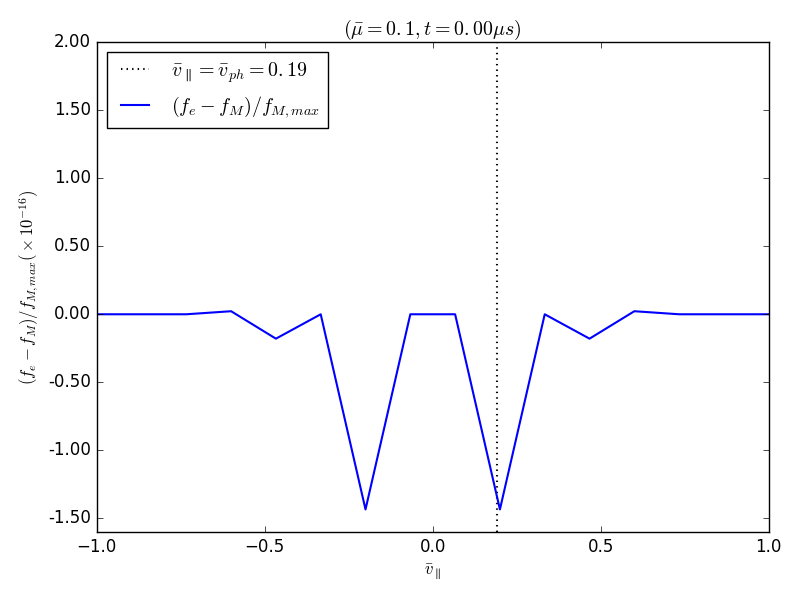 (μ̄ = 0.1, t = 0.00μs)
2.00
v̄∥ = v̄ph = 0.19
(fe − fM)/fM,max
1.50
1.00
0.50
0.00
-0.50
-1.00
-1.50
(fe − fM)/fM,max(×10^−16)
−1.0 −0.5 0.0 0.5 1.0
v̄∥